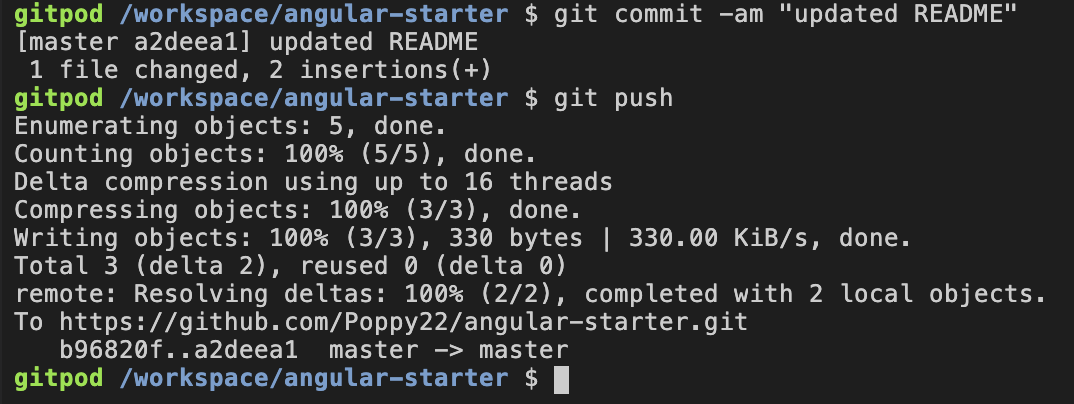 gitpod /workspace/angular-starter $ git commit -am "updated README"
[master a2deea1] updated README
 1 file changed, 2 insertions(+)
gitpod /workspace/angular-starter $ git push
Enumerating objects: 5, done.
Counting objects: 100% (5/5), done.
Delta compression using up to 16 threads
Compressing objects: 100% (3/3), done.
Writing objects: 100% (3/3), 330 bytes | 330.00 KiB/s, done.
Total 3 (delta 2), reused 0 (delta 0)
remote: Resolving deltas: 100% (2/2), completed with 2 local objects.
To https://github.com/Poppy22/angular-starter.git
   b96820f..a2deea1  master -> master
gitpod /workspace/angular-starter $